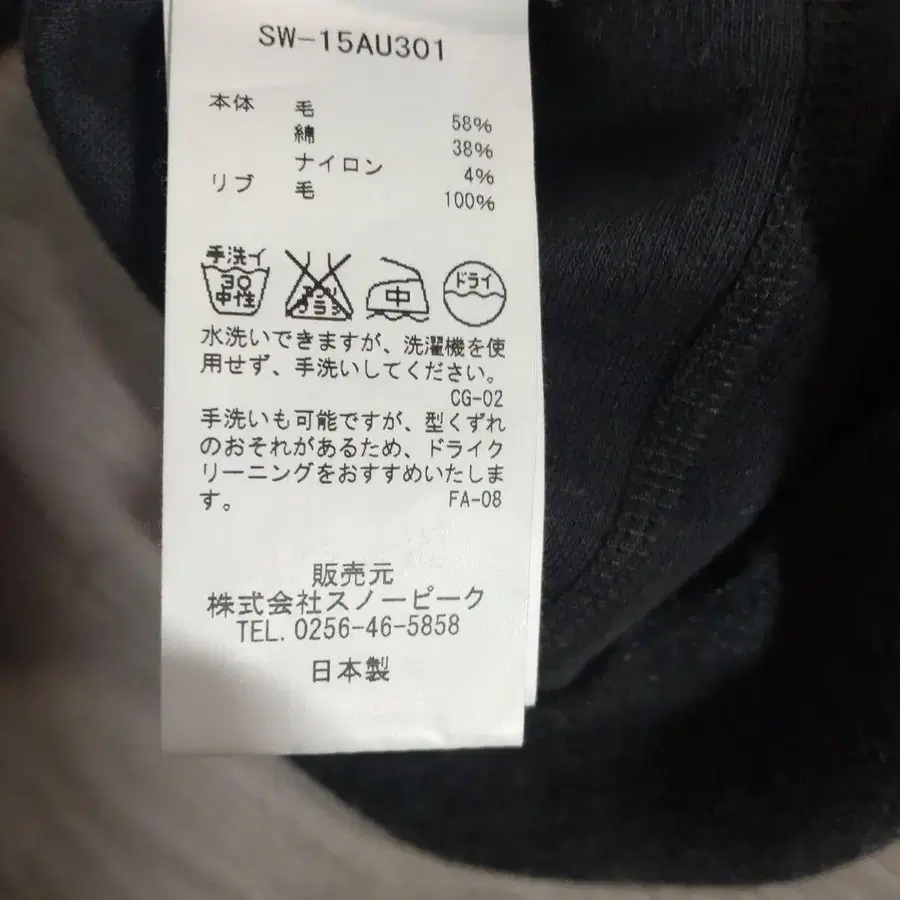 SW-15AU301
本体 毛 58%
綿 38%
ナイロン 4%
リブ 毛 100%
手洗イ 30 中性
エンソ サラシ
中
ドライ
水洗いできますが、洗濯機を使
用せず、手洗いしてください。
CG-02
手洗いも可能ですが、型くずれ
のおそれがあるため、ドライク
リーニングをおすすめいたしま
す。 FA-08
販売元
株式会社スノーピーク
TEL. 0256-46-5858
日本製